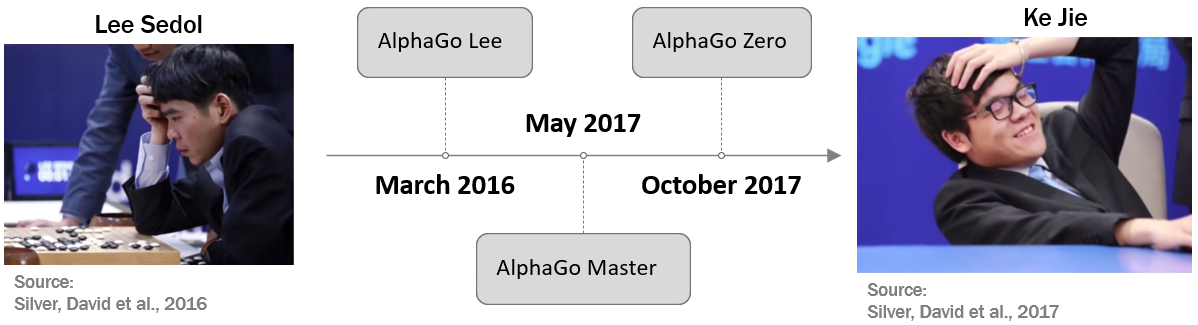 Lee Sedol
AlphaGo Lee
AlphaGo Zero
Ke Jie
May 2017
March 2016
October 2017
AlphaGo Master
Source:
Silver, David et al., 2016
Source:
Silver, David et al., 2017